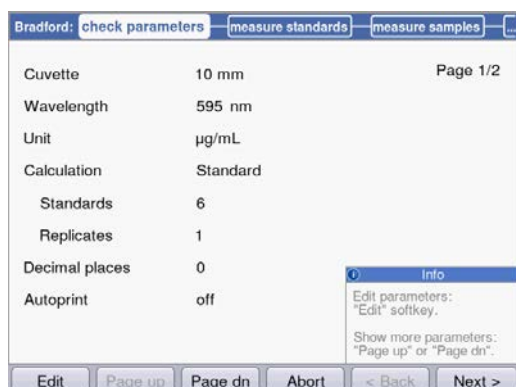 Bradford: check parameters measure standards measure samples ...
Cuvette 10 mm Page 1/2
Wavelength 595 nm
Unit µg/mL
Calculation Standard
Standards 6
Replicates 1
Decimal places 0
Autoprint off
Info
Edit parameters:
"Edit" softkey.
Show more parameters:
"Page up" or "Page dn".
Edit Page up Page dn Abort < Back Next >